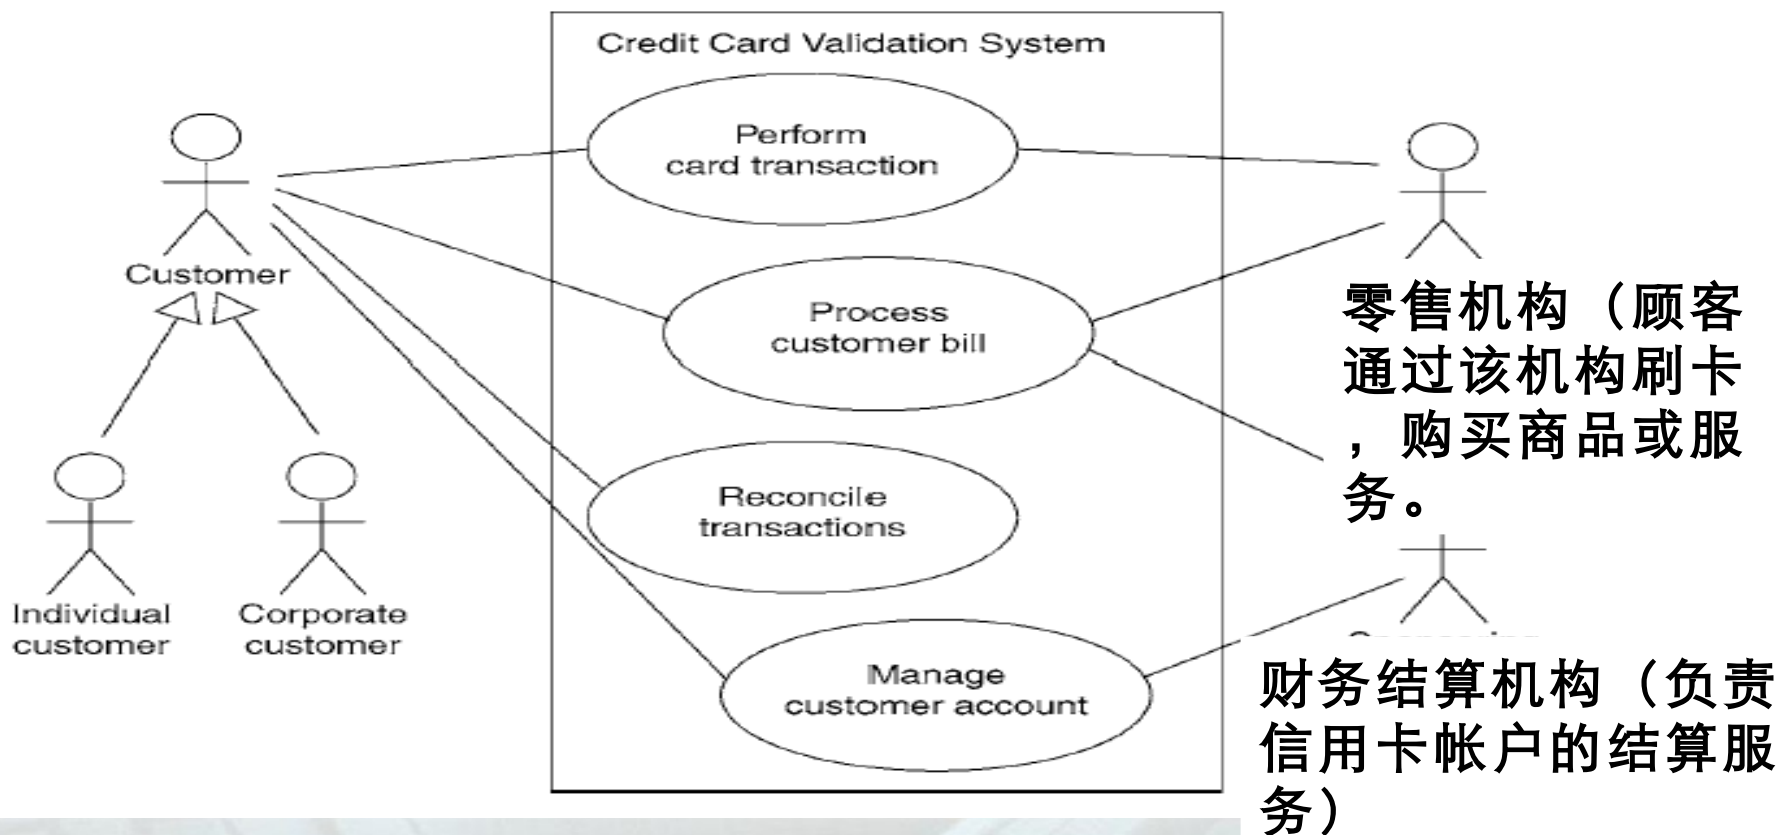 Credit Card Validation System
Perform
card transaction
Customer
Process
customer bill
零售机构（顾客
通过该机构刷卡
，购买商品或服
务。
Reconcile
transactions
Individual
customer
Corporate
customer
Manage
customer account
财务结算机构（负责
信用卡帐户的结算服
务）